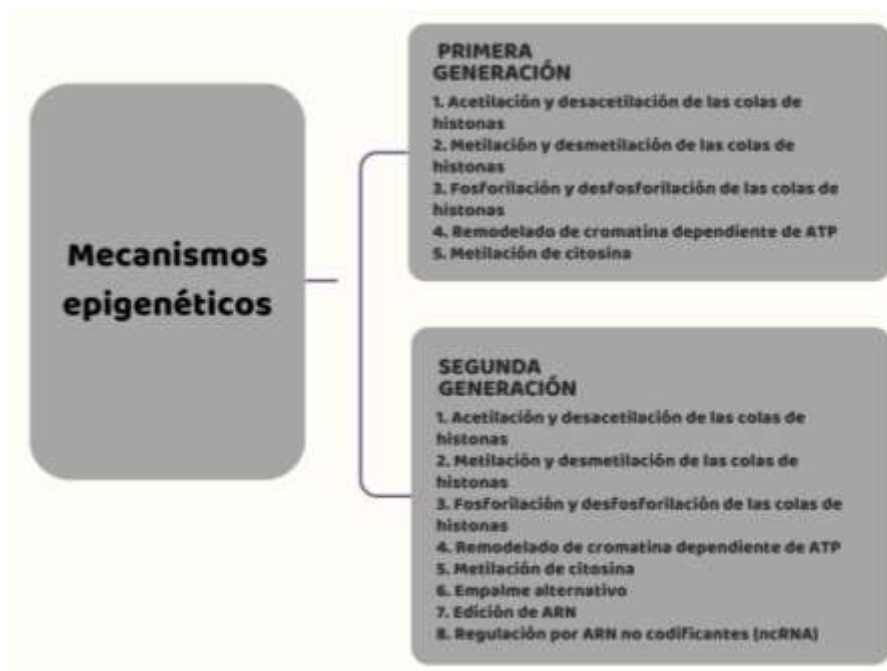 Mecanismos
epigenéticos
PRIMERA
GENERACIÓN
1. Acetilación y desacetilación de las colas de
histonas
2. Metilación y desmetilación de las colas de
histonas
3. Fosforilación y desfosforilación de las colas de
histonas
4. Remodelado de cromatina dependiente de ATP
5. Metilación de citosina
SEGUNDA
GENERACIÓN
1. Acetilación y desacetilación de las colas de
histonas
2. Metilación y desmetilación de las colas de
histonas
3. Fosforilación y desfosforilación de las colas de
histonas
4. Remodelado de cromatina dependiente de ATP
5. Metilación de citosina
6. Empalme alternativo
7. Edición de ARN
8. Regulación por ARN no codificantes (ncRNA)